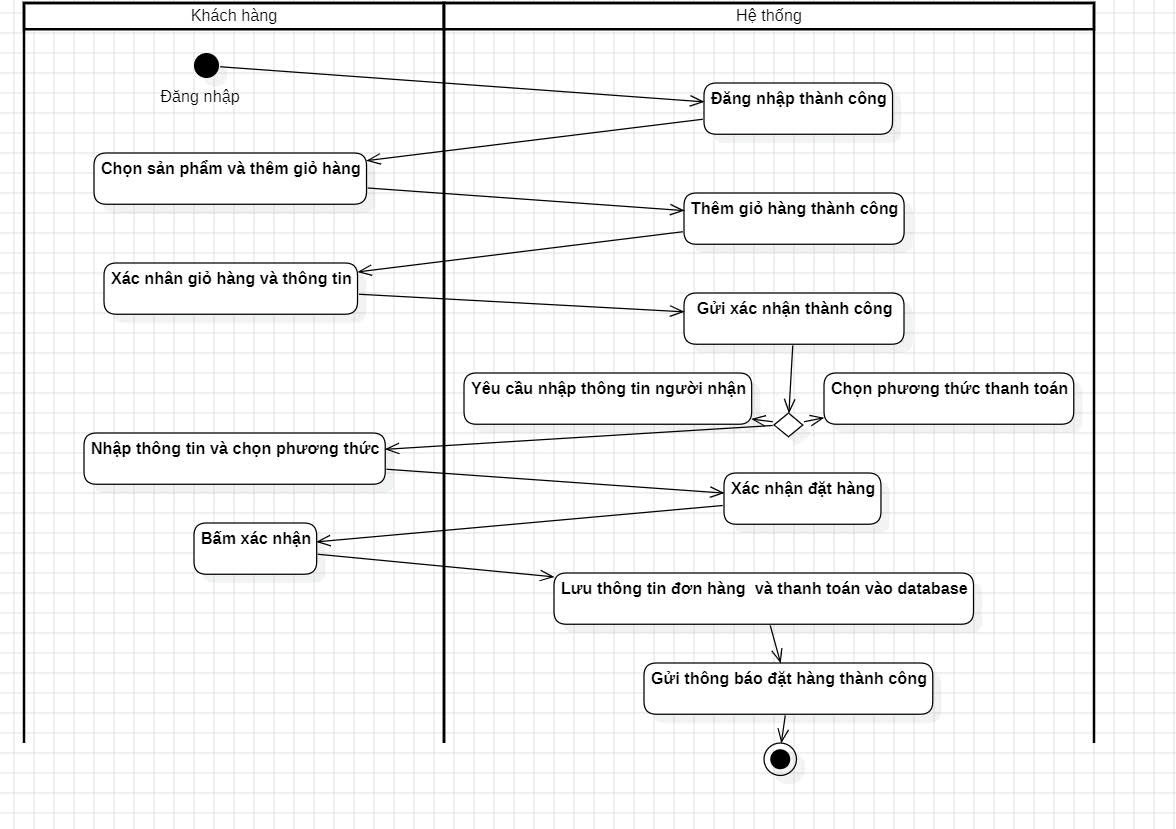 Khách hàng
Hệ thống
Đăng nhập
Đăng nhập thành công
Chọn sản phẩm và thêm giỏ hàng
Thêm giỏ hàng thành công
Xác nhân giỏ hàng và thông tin
Gửi xác nhận thành công
Yêu cầu nhập thông tin người nhận
Chọn phương thức thanh toán
Nhập thông tin và chọn phương thức
Xác nhận đặt hàng
Bấm xác nhận
Lưu thông tin đơn hàng  và thanh toán vào database
Gửi thông báo đặt hàng thành công